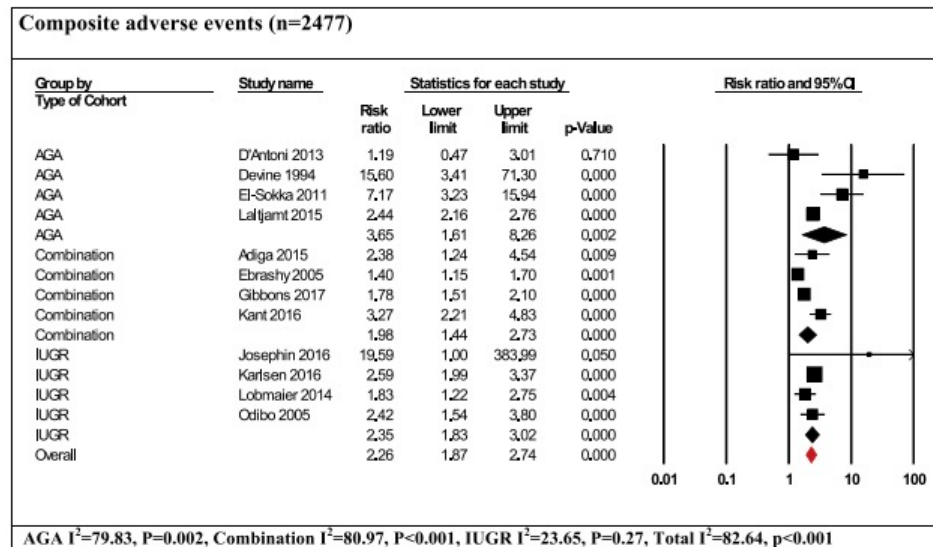 Composite adverse events (n=2477)
Group by Study name Statistics for each study Risk ratio and 95% CI
Type of Cohort
Risk Lower Upper
ratio limit limit p-Value
AGA D'Antoni 2013 1.19 0.47 3.01 0.710
AGA Devine 1994 15.60 3.41 71.30 0.000
AGA El-Sokka 2011 7.17 3.23 15.94 0.000
AGA Laltjamt 2015 2.44 2.16 2.76 0.000
AGA 3.65 1.61 8.26 0.002
Combination Adiga 2015 2.38 1.24 4.54 0.009
Combination Ebrashy 2005 1.40 1.15 1.70 0.001
Combination Gibbons 2017 1.78 1.51 2.10 0.000
Combination Kant 2016 3.27 2.21 4.83 0.000
Combination 1.98 1.44 2.73 0.000
IUGR Josephin 2016 19.59 1.00 383.99 0.050
IUGR Karlsen 2016 2.59 1.99 3.37 0.000
IUGR Lobmaier 2014 1.83 1.22 2.75 0.004
IUGR Odibo 2005 2.42 1.54 3.80 0.000
IUGR 2.35 1.83 3.02 0.000
Overall 2.26 1.87 2.74 0.000
0.01 0.1 1 10 100
AGA I²=79.83, P=0.002, Combination I²=80.97, P<0.001, IUGR I²=23.65, P=0.27, Total I²=82.64, p<0.001